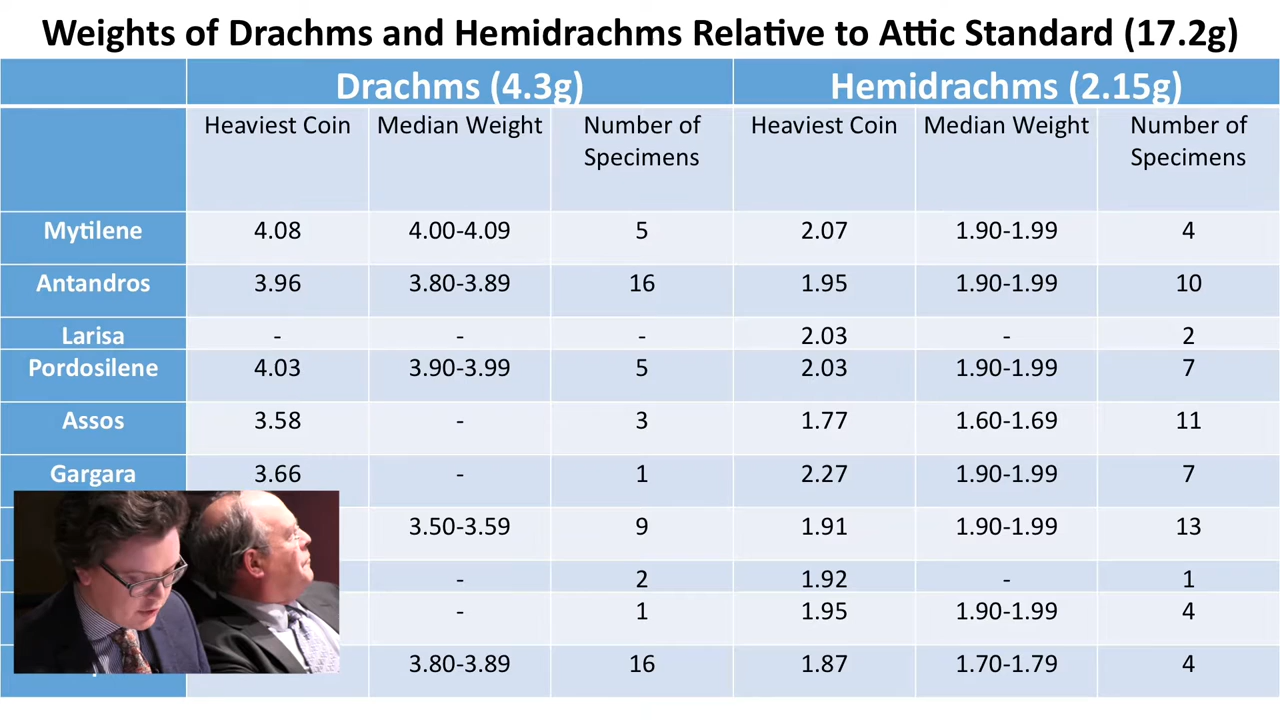 Weights of Drachms and Hemidrachms Relative to Attic Standard (17.2g)
Drachms (4.3g) Hemidrachms (2.15g)
Heaviest Coin Median Weight Number of Specimens Heaviest Coin Median Weight Number of Specimens
Mytilene 4.08 4.00-4.09 5 2.07 1.90-1.99 4
Antandros 3.96 3.80-3.89 16 1.95 1.90-1.99 10
Larisa - - - 2.03 - 2
Pordosilene 4.03 3.90-3.99 5 2.03 1.90-1.99 7
Assos 3.58 - 3 1.77 1.60-1.69 11
Gargara 3.66 - 1 2.27 1.90-1.99 7
3.50-3.59 9 1.91 1.90-1.99 13
- 2 1.92 - 1
- 1 1.95 1.90-1.99 4
3.80-3.89 16 1.87 1.70-1.79 4